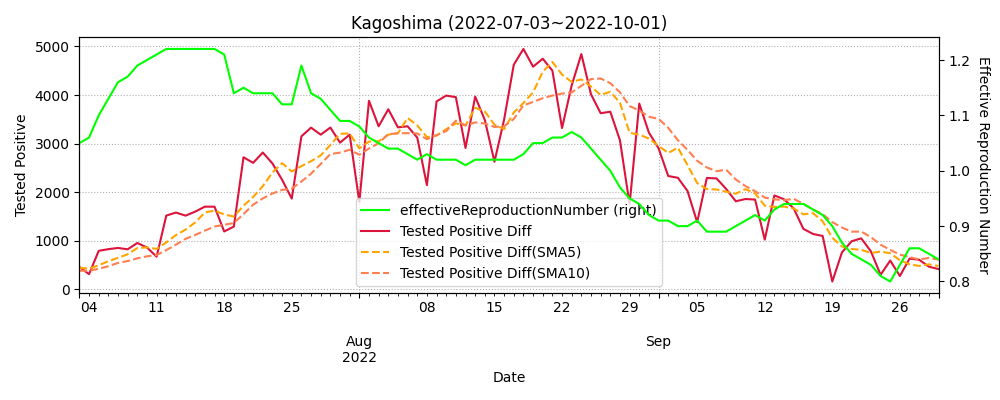 Kagoshima (2022-07-03~2022-10-01)
5000
4000
3000
2000
1000
0
Tested Positive
1.2
1.1
1.0
0.9
0.8
Effective Reproduction Number
effectiveReproductionNumber (right)
Tested Positive Diff
Tested Positive Diff(SMA5)
Tested Positive Diff(SMA10)
04 11 18 25 08 15 22 29 05 12 19 26
Aug Sep
2022
Date